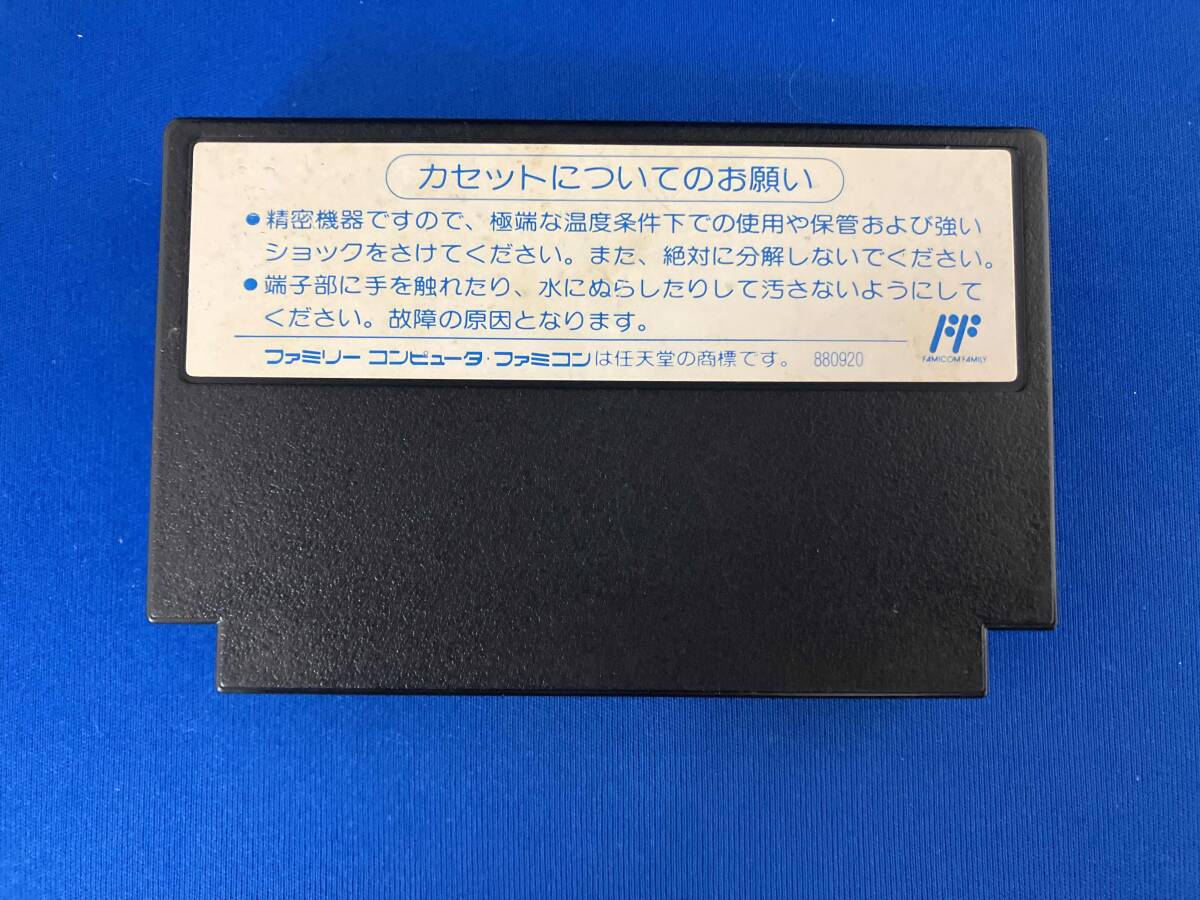 カセットについてのお願い
●精密機器ですので、極端な温度条件下での使用や保管および強い
ショックをさけてください。また、絶対に分解しないでください。
●端子部に手を触れたり、水にぬらしたりして汚さないようにして
ください。故障の原因となります。
FAMICOM FAMILY
ファミリー コンピュータ・ファミコンは任天堂の商標です。 880920